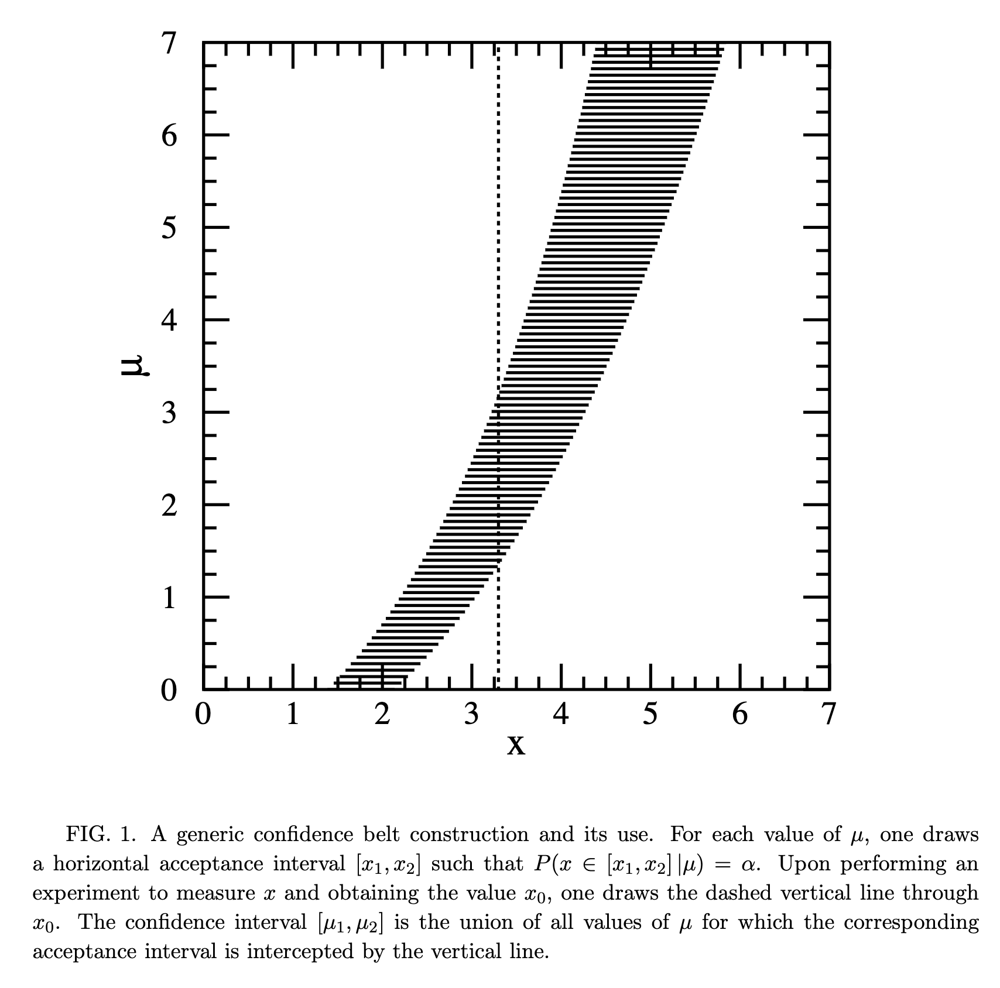 7
6
5
4
μ
3
2
1
0
0 1 2 3 4 5 6 7
x
FIG. 1. A generic confidence belt construction and its use. For each value of μ, one draws
a horizontal acceptance interval [x₁, x₂] such that P(x ∈ [x₁, x₂] |μ) = α. Upon performing an
experiment to measure x and obtaining the value x₀, one draws the dashed vertical line through
x₀. The confidence interval [μ₁, μ₂] is the union of all values of μ for which the corresponding
acceptance interval is intercepted by the vertical line.